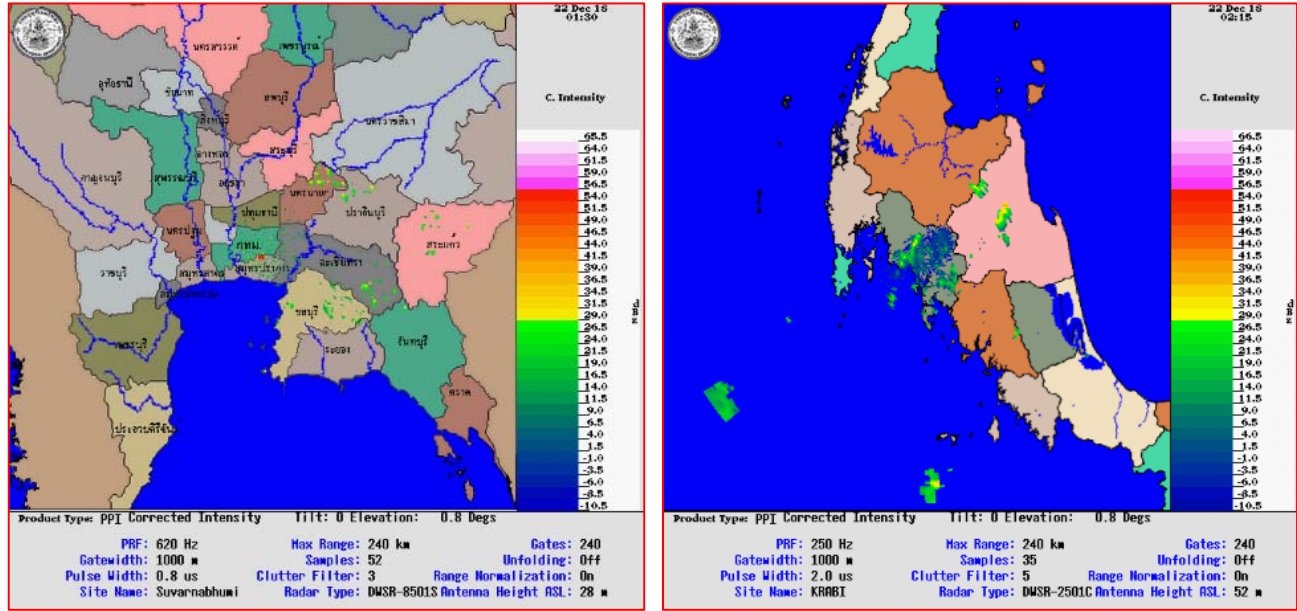 22 Dec 18
01:30
C. Intensity
65.5
64.0
61.5
59.0
56.5
54.0
51.5
49.0
46.5
44.0
41.5
39.0
36.5
34.0
31.5
29.0
26.5
24.0
21.5
19.0
16.5
14.0
11.5
9.0
6.5
4.0
1.5
-1.0
-3.5
-6.0
-8.5
-10.5
นครสวรรค์
เพชรบูรณ์
อุทัยธานี
ชัยนาท
ลพบุรี
สิงห์บุรี
นครราชสีมา
อ่างทอง
สระบุรี
กาญจนบุรี
สุพรรณบุรี
อยุธยา
นครนายก
ปราจีนบุรี
ปทุมธานี
นครปฐม
กทม.
สระแก้ว
ราชบุรี
สมุทรสาคร
สมุทรปราการ
ฉะเชิงเทรา
ชลบุรี
เพชรบุรี
ระยอง
จันทบุรี
ตราด
ประจวบคีรีขันธ์
Product Type: PPI Corrected Intensity Tilt: 0 Elevation: 0.8 Degs
PRF: 620 Hz Max Range: 240 km Gates: 240
Gatewidth: 1000 m Samples: 52 Unfolding: Off
Pulse Width: 0.8 us Clutter Filter: 3 Range Normalization: On
Site Name: Suvarnabhumi Radar Type: DWSR-8501S Antenna Height ASL: 28 m
22 Dec 18
02:15
C. Intensity
66.5
64.0
61.5
59.0
56.5
54.0
51.5
49.0
46.5
44.0
41.5
39.0
36.5
34.0
31.5
29.0
26.5
24.0
21.5
19.0
16.5
14.0
11.5
9.0
6.5
4.0
1.5
-1.0
-3.5
-6.0
-8.5
-10.5
Product Type: PPI Corrected Intensity Tilt: 0 Elevation: 0.8 Degs
PRF: 250 Hz Max Range: 240 km Gates: 240
Gatewidth: 1000 m Samples: 35 Unfolding: Off
Pulse Width: 2.0 us Clutter Filter: 5 Range Normalization: On
Site Name: KRABI Radar Type: DWSR-2501C Antenna Height ASL: 52 m